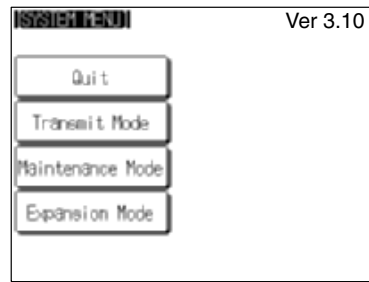 [SYSTEM MENU]
Ver 3.10
Quit
Transmit Mode
Maintenance Mode
Expansion Mode